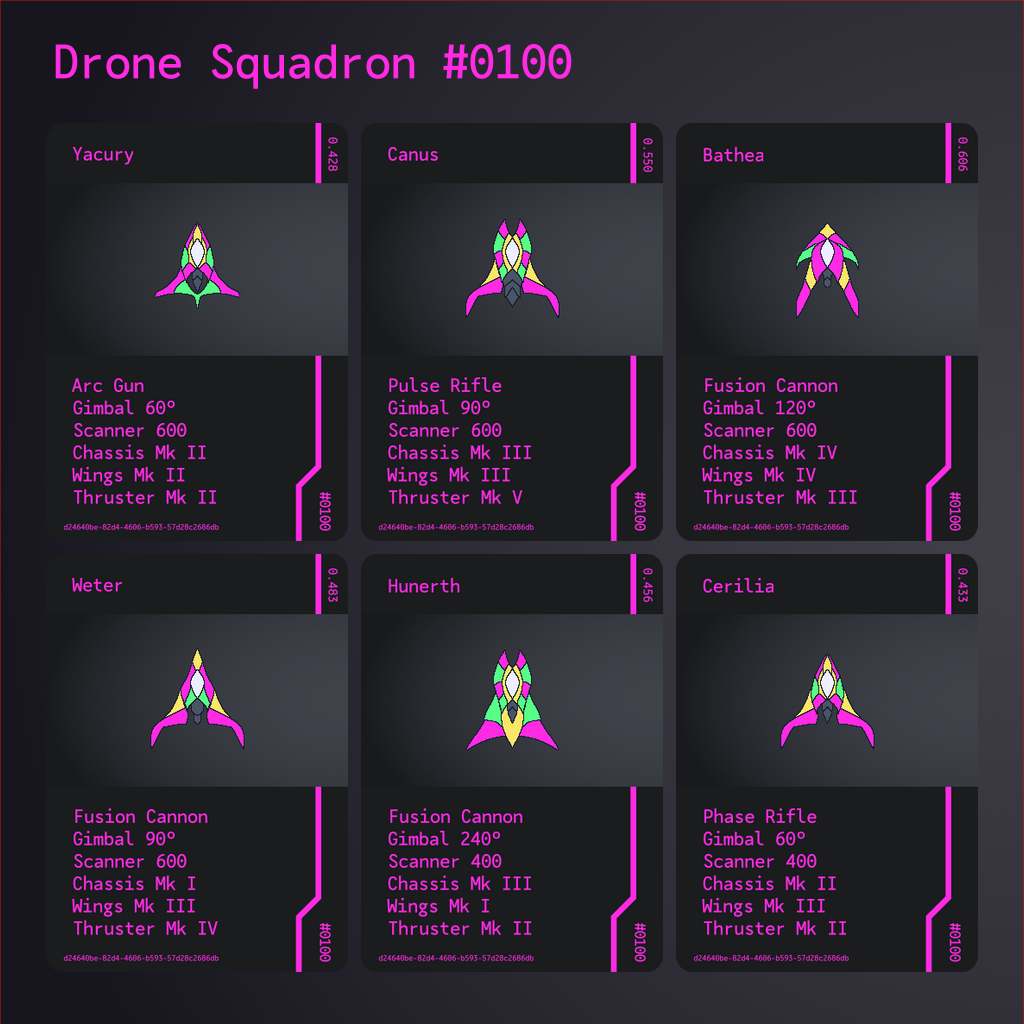 Drone Squadron #0100
Yacury
0.428
Arc Gun
Gimbal 60º
Scanner 600
Chassis Mk II
Wings Mk II
Thruster Mk II
#0100
d24640be-82d4-4606-b593-57d28c2686db
Canus
0.550
Pulse Rifle
Gimbal 90º
Scanner 600
Chassis Mk III
Wings Mk III
Thruster Mk V
#0100
d24640be-82d4-4606-b593-57d28c2686db
Bathea
0.606
Fusion Cannon
Gimbal 120º
Scanner 600
Chassis Mk IV
Wings Mk IV
Thruster Mk III
#0100
d24640be-82d4-4606-b593-57d28c2686db
Weter
0.483
Fusion Cannon
Gimbal 90º
Scanner 600
Chassis Mk I
Wings Mk III
Thruster Mk IV
#0100
d24640be-82d4-4606-b593-57d28c2686db
Hunerth
0.456
Fusion Cannon
Gimbal 240º
Scanner 400
Chassis Mk III
Wings Mk I
Thruster Mk II
#0100
d24640be-82d4-4606-b593-57d28c2686db
Cerilia
0.433
Phase Rifle
Gimbal 60º
Scanner 400
Chassis Mk II
Wings Mk III
Thruster Mk II
#0100
d24640be-82d4-4606-b593-57d28c2686db